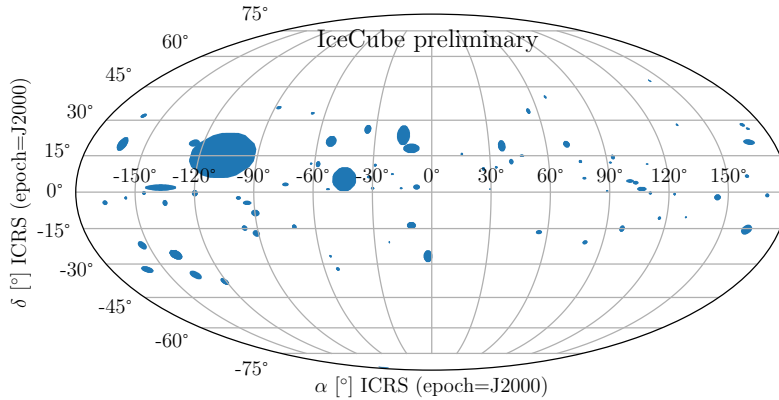 75°
60°
IceCube preliminary
45°
30°
15°
-150° -120° -90° -60° -30° 0° 30° 60° 90° 120° 150°
0°
-15°
-30°
-45°
-60°
-75°
δ [°] ICRS (epoch=J2000)
α [°] ICRS (epoch=J2000)